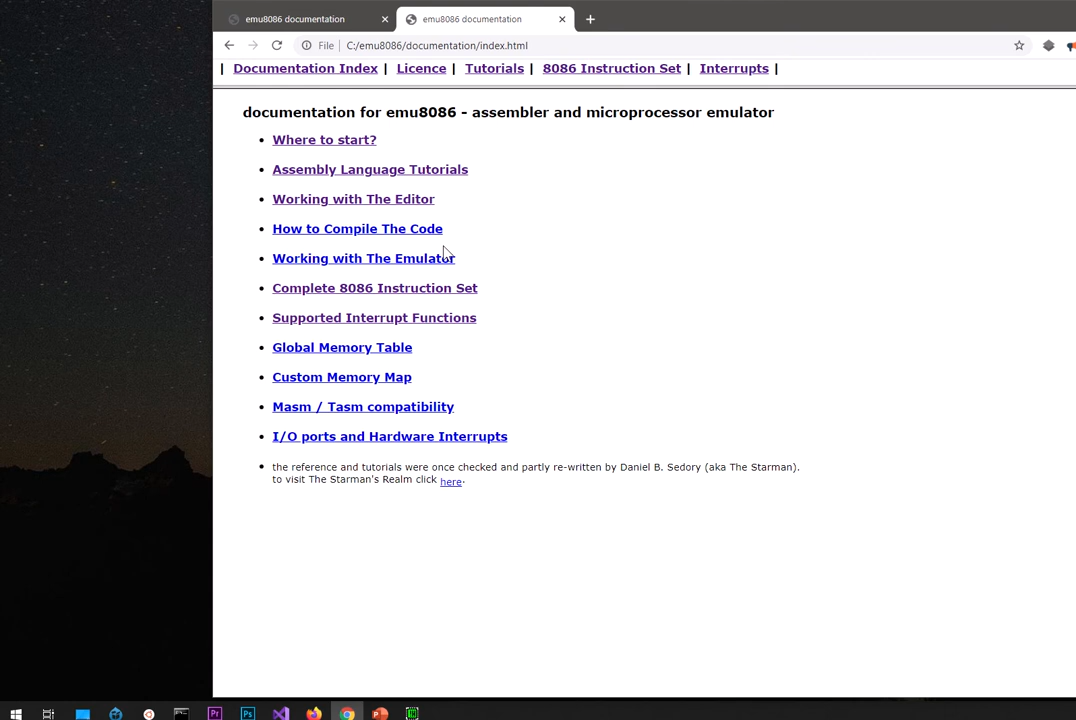 emu8086 documentation
emu8086 documentation
File | C:/emu8086/documentation/index.html
| Documentation Index | Licence | Tutorials | 8086 Instruction Set | Interrupts |
documentation for emu8086 - assembler and microprocessor emulator
Where to start?
Assembly Language Tutorials
Working with The Editor
How to Compile The Code
Working with The Emulator
Complete 8086 Instruction Set
Supported Interrupt Functions
Global Memory Table
Custom Memory Map
Masm / Tasm compatibility
I/O ports and Hardware Interrupts
the reference and tutorials were once checked and partly re-written by Daniel B. Sedory (aka The Starman).
to visit The Starman's Realm click here.
Pr
Ps